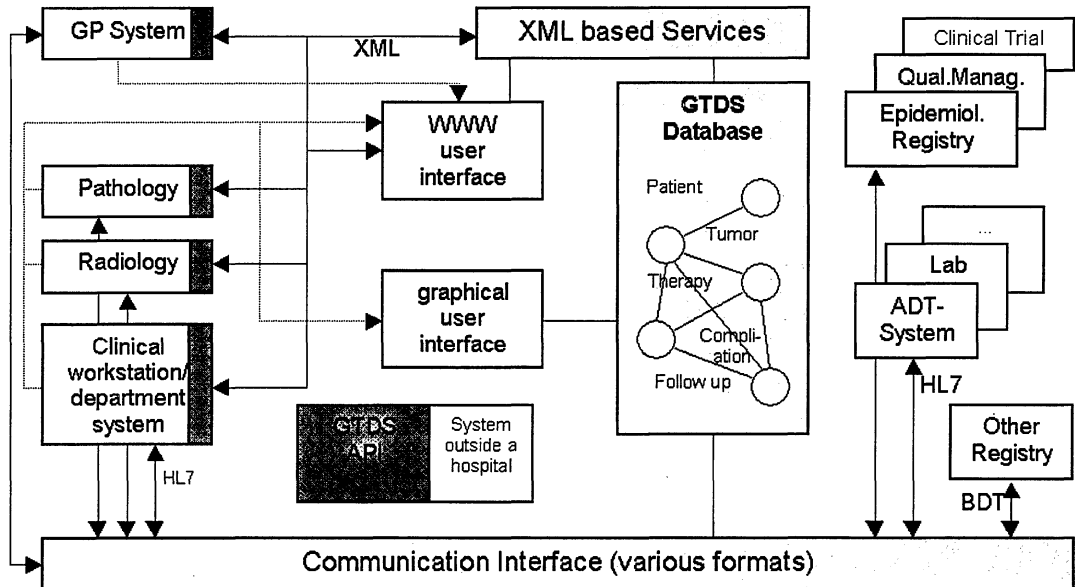 GP System
XML
XML based Services
Clinical Trial
Qual.Manag.
Epidemiol.
Registry
WWW
user
interface
GTDS
Database
Patient
Tumor
Therapy
Compli-
ation
Follow up
Pathology
Radiology
Clinical
workstation/
department
system
graphical
user
interface
...
Lab
ADT-
System
HL7
GTDS
API
System
outside a
hospital
HL7
Other
Registry
BDT
Communication Interface (various formats)